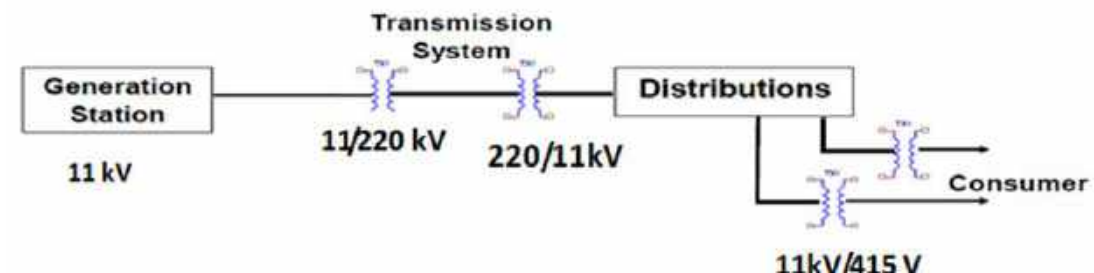 Transmission
System
Generation
Station
Distributions
11/220 kV
220/11kV
11 kV
Consumer
11kV/415 V